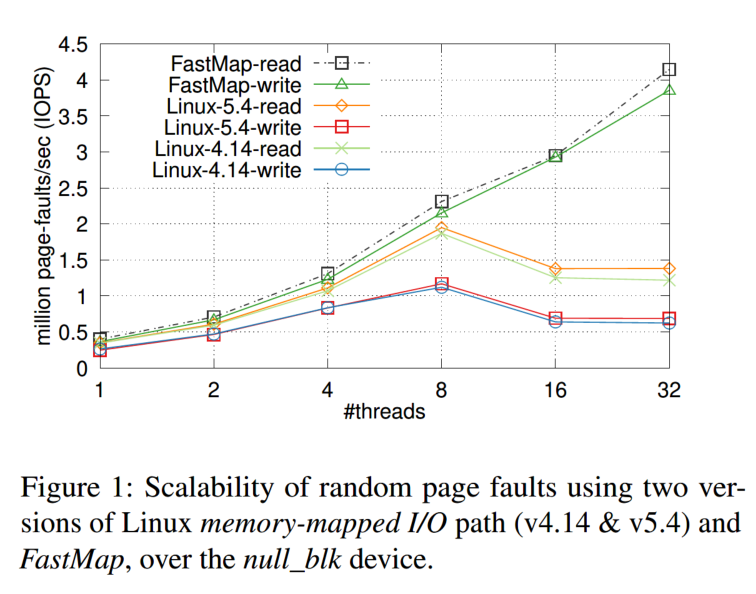 4.5
4
3.5
3
2.5
2
1.5
1
0.5
0
million page-faults/sec (IOPS)
FastMap-read
FastMap-write
Linux-5.4-read
Linux-5.4-write
Linux-4.14-read
Linux-4.14-write
1 2 4 8 16 32
#threads
Figure 1: Scalability of random page faults using two ver-
sions of Linux memory-mapped I/O path (v4.14 & v5.4) and
FastMap, over the null_blk device.